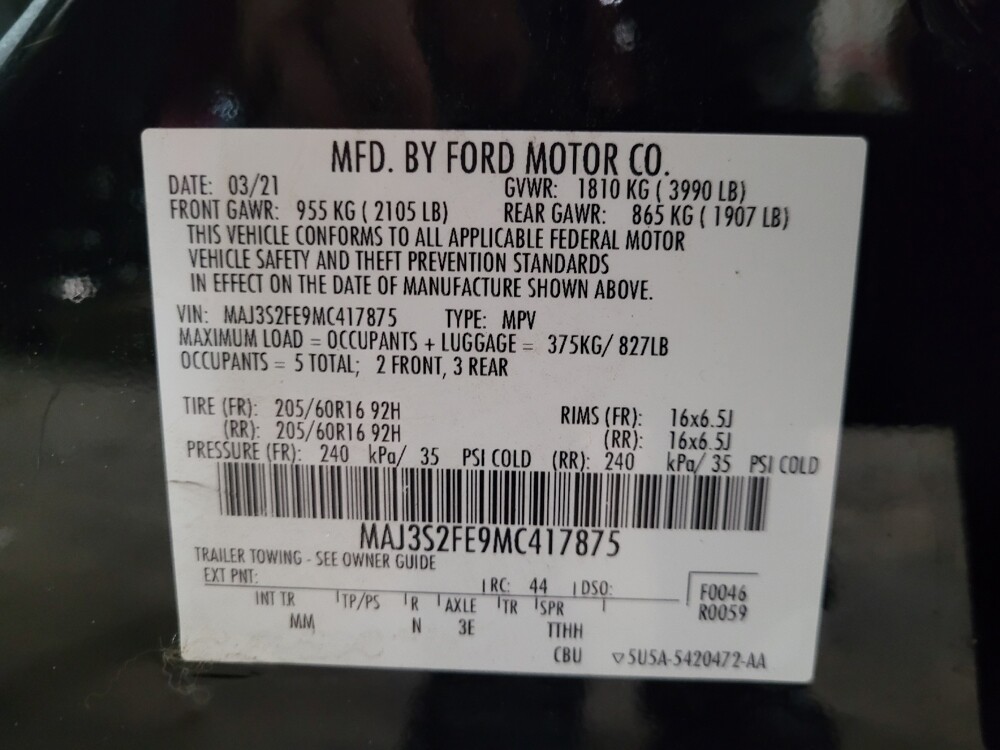 MFD. BY FORD MOTOR CO.
DATE: 03/21 GVWR: 1810 KG ( 3990 LB)
FRONT GAWR: 955 KG ( 2105 LB) REAR GAWR: 865 KG ( 1907 LB)
THIS VEHICLE CONFORMS TO ALL APPLICABLE FEDERAL MOTOR
VEHICLE SAFETY AND THEFT PREVENTION STANDARDS
IN EFFECT ON THE DATE OF MANUFACTURE SHOWN ABOVE.
VIN: MAJ3S2FE9MC417875 TYPE: MPV
MAXIMUM LOAD = OCCUPANTS + LUGGAGE = 375KG/ 827LB
OCCUPANTS = 5 TOTAL; 2 FRONT, 3 REAR
TIRE (FR): 205/60R16 92H RIMS (FR): 16x6.5J
(RR): 205/60R16 92H (RR): 16x6.5J
PRESSURE (FR): 240 kPa/ 35 PSI COLD (RR): 240 kPa/ 35 PSI COLD
MAJ3S2FE9MC417875
TRAILER TOWING - SEE OWNER GUIDE
EXT PNT: RC: 44 DSO: F0046
INT TR TP/PS R AXLE TR SPR R0059
MM N 3E TTHH
CBU ▽5U5A-5420472-AA